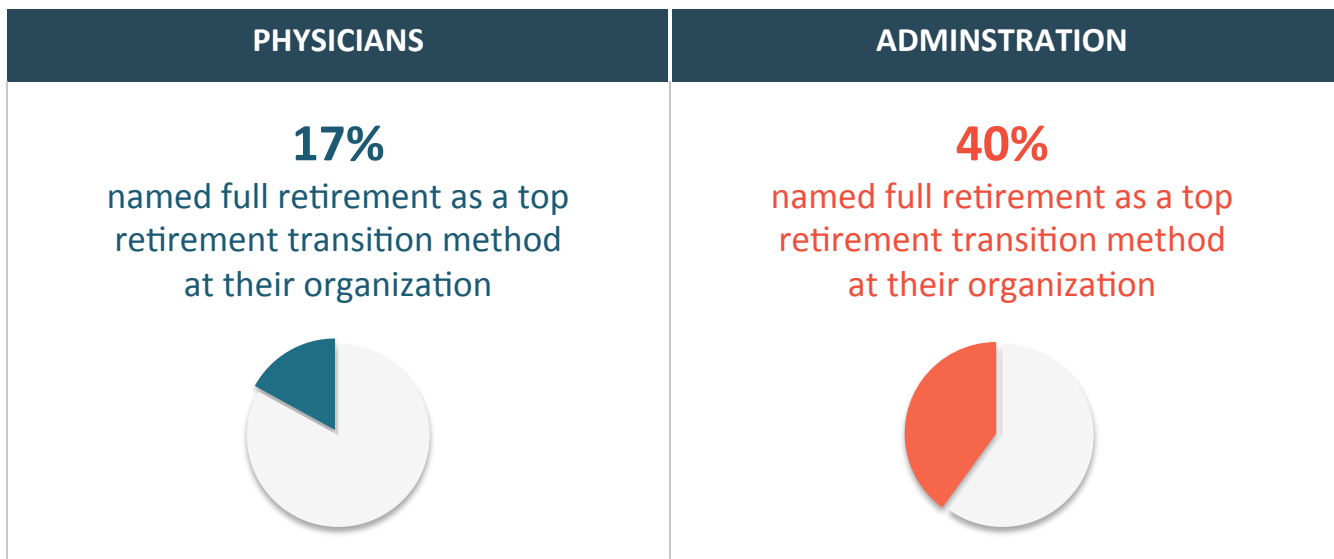 PHYSICIANS
ADMINSTRATION
17%
named full retirement as a top
retirement transition method
at their organization
40%
named full retirement as a top
retirement transition method
at their organization